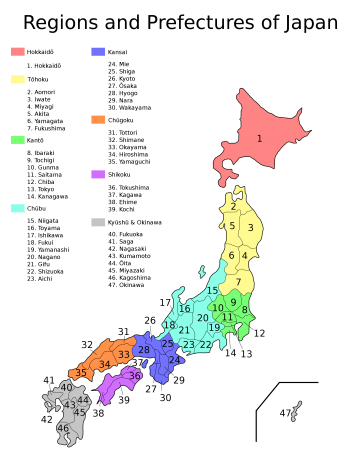 Regions and Prefectures of Japan
Hokkaidō
1. Hokkaidō
Tōhoku
2. Aomori
3. Iwate
4. Miyagi
5. Akita
6. Yamagata
7. Fukushima
Kantō
8. Ibaraki
9. Tochigi
10. Gunma
11. Saitama
12. Chiba
13. Tokyo
14. Kanagawa
Chūbu
15. Niigata
16. Toyama
17. Ishikawa
18. Fukui
19. Yamanashi
20. Nagano
21. Gifu
22. Shizuoka
23. Aichi
Kansai
24. Mie
25. Shiga
26. Kyoto
27. Ōsaka
28. Hyogo
29. Nara
30. Wakayama
Chūgoku
31. Tottori
32. Shimane
33. Okayama
34. Hiroshima
35. Yamaguchi
Shikoku
36. Tokushima
37. Kagawa
38. Ehime
39. Kochi
Kyūshū & Okinawa
40. Fukuoka
41. Saga
42. Nagasaki
43. Kumamoto
44. Ōita
45. Miyazaki
46. Kagoshima
47. Okinawa
1
2
5 3
6 4
7
15
17 16 10 9 8
26 18 20 11
31 21 19 12
32 28 25 23 22 14 13
33 24
34 37
35 36 27 29
41 40 30
44 38 39
43
42 45
46
47